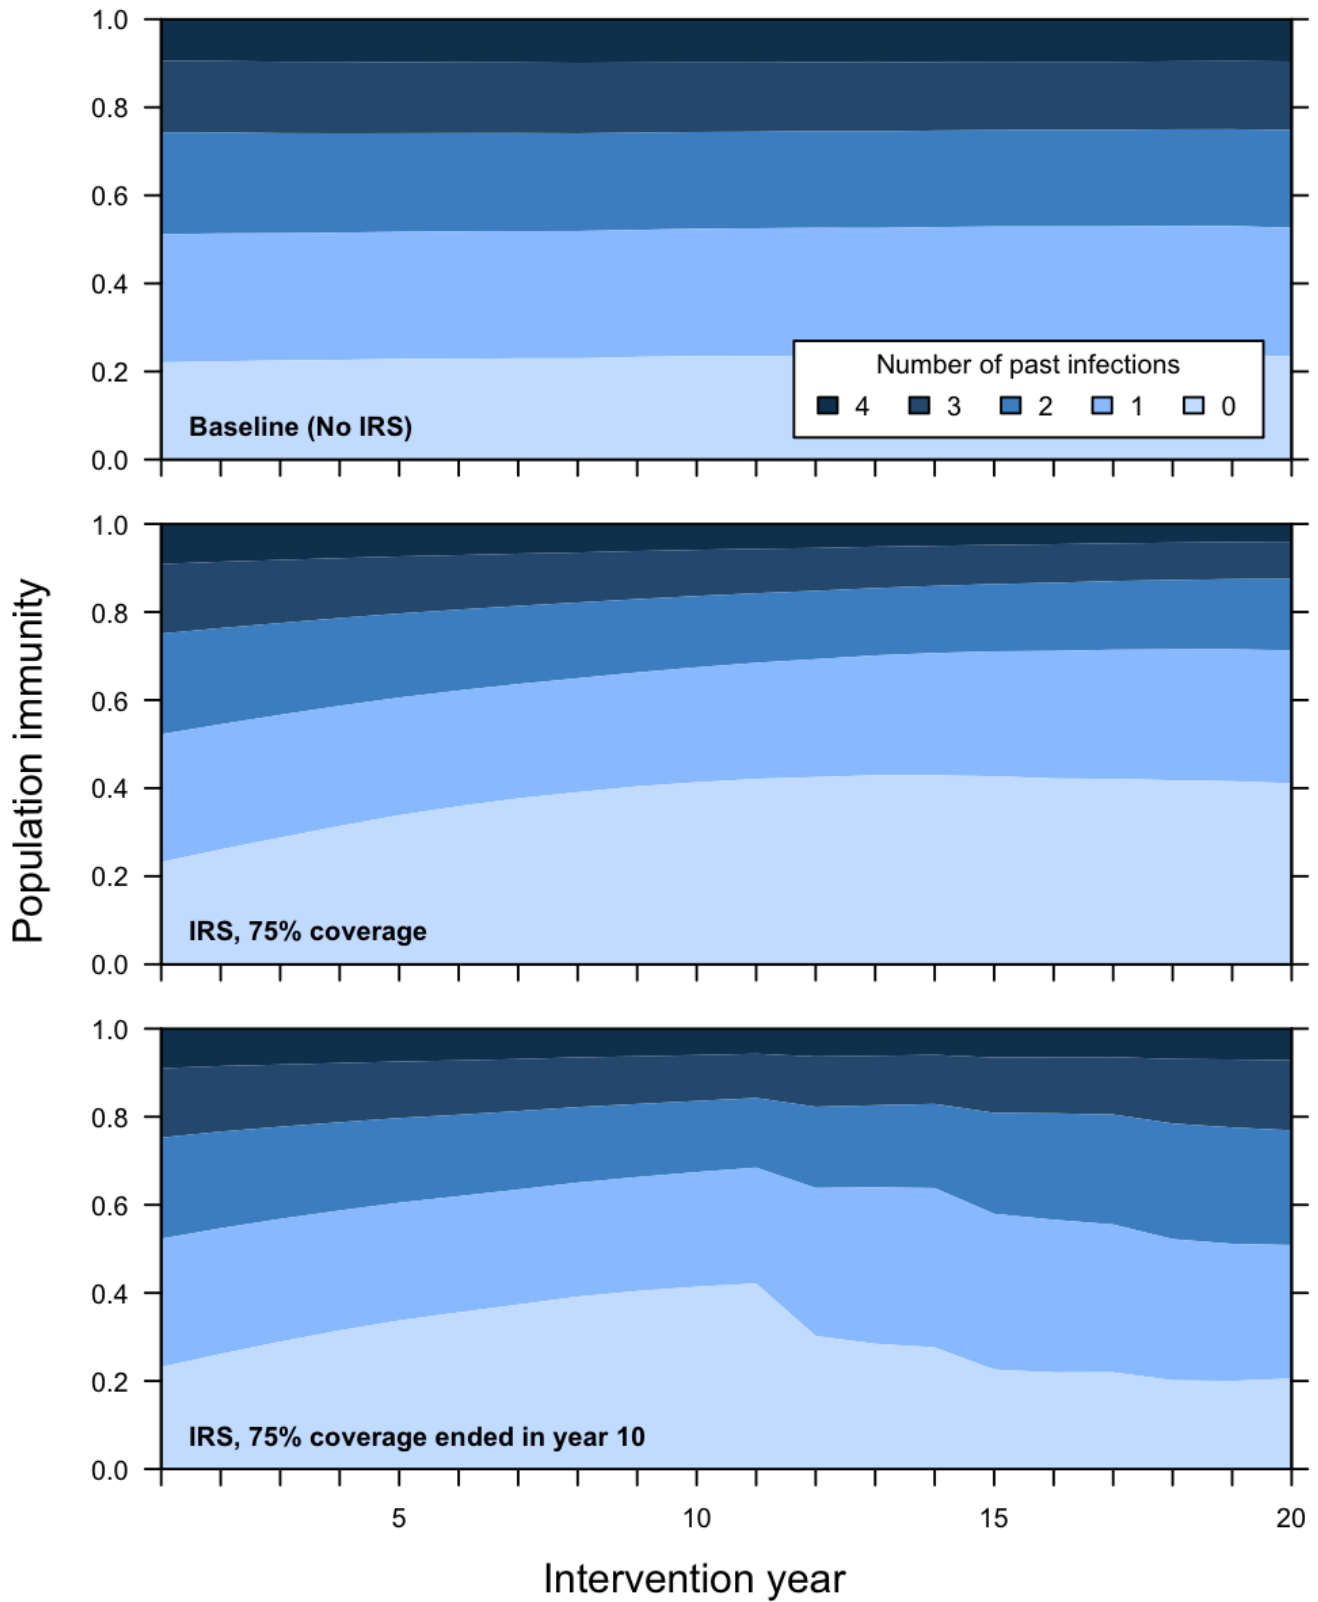 1.0
0.8
0.6
0.4
0.2
0.0
Number of past infections
4 3 2 1 0
Baseline (No IRS)
Population immunity
1.0
0.8
0.6
0.4
0.2
0.0
IRS, 75% coverage
1.0
0.8
0.6
0.4
0.2
0.0
IRS, 75% coverage ended in year 10
5 10 15 20
Intervention year